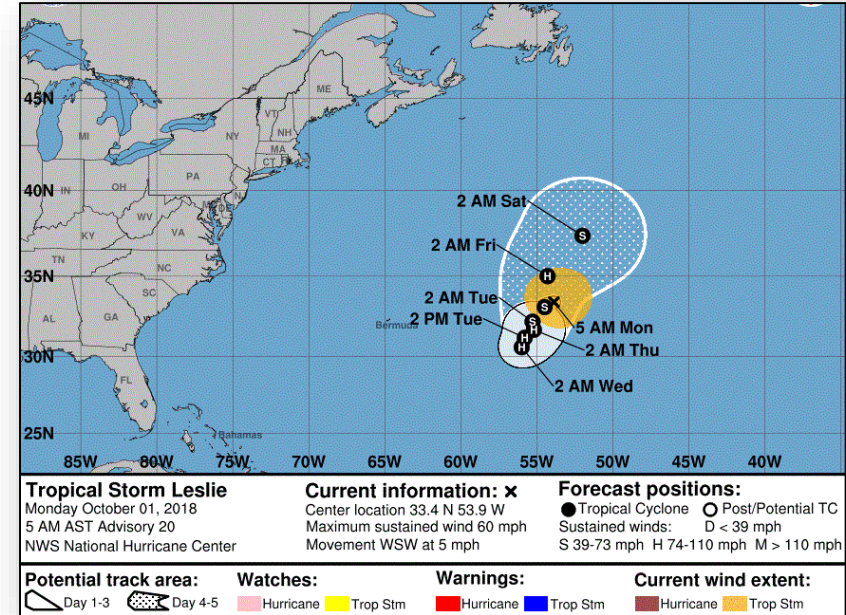 45N
40N
35N
30N
25N
85W
80W
75W
70W
65W
60W
55W
50W
45W
40W
ME
VT
NH
MA
CT
NY
MI
PA
OH
IN
WV
VA
KY
TN
NC
SC
GA
AL
FL
DE
Bermuda
Bahamas
2 AM Sat
2 AM Fri
2 AM Tue
2 PM Tue
5 AM Mon
2 AM Thu
2 AM Wed
S
H
S
S
H
H
H
Tropical Storm Leslie
Monday October 01, 2018
5 AM AST Advisory 20
NWS National Hurricane Center
Current information: ×
Center location 33.4 N 53.9 W
Maximum sustained wind 60 mph
Movement WSW at 5 mph
Forecast positions:
Tropical Cyclone Post/Potential TC
Sustained winds: D < 39 mph
S 39-73 mph H 74-110 mph M > 110 mph
Potential track area:
Day 1-3 Day 4-5
Watches:
Hurricane Trop Stm
Warnings:
Hurricane Trop Stm
Current wind extent:
Hurricane Trop Stm